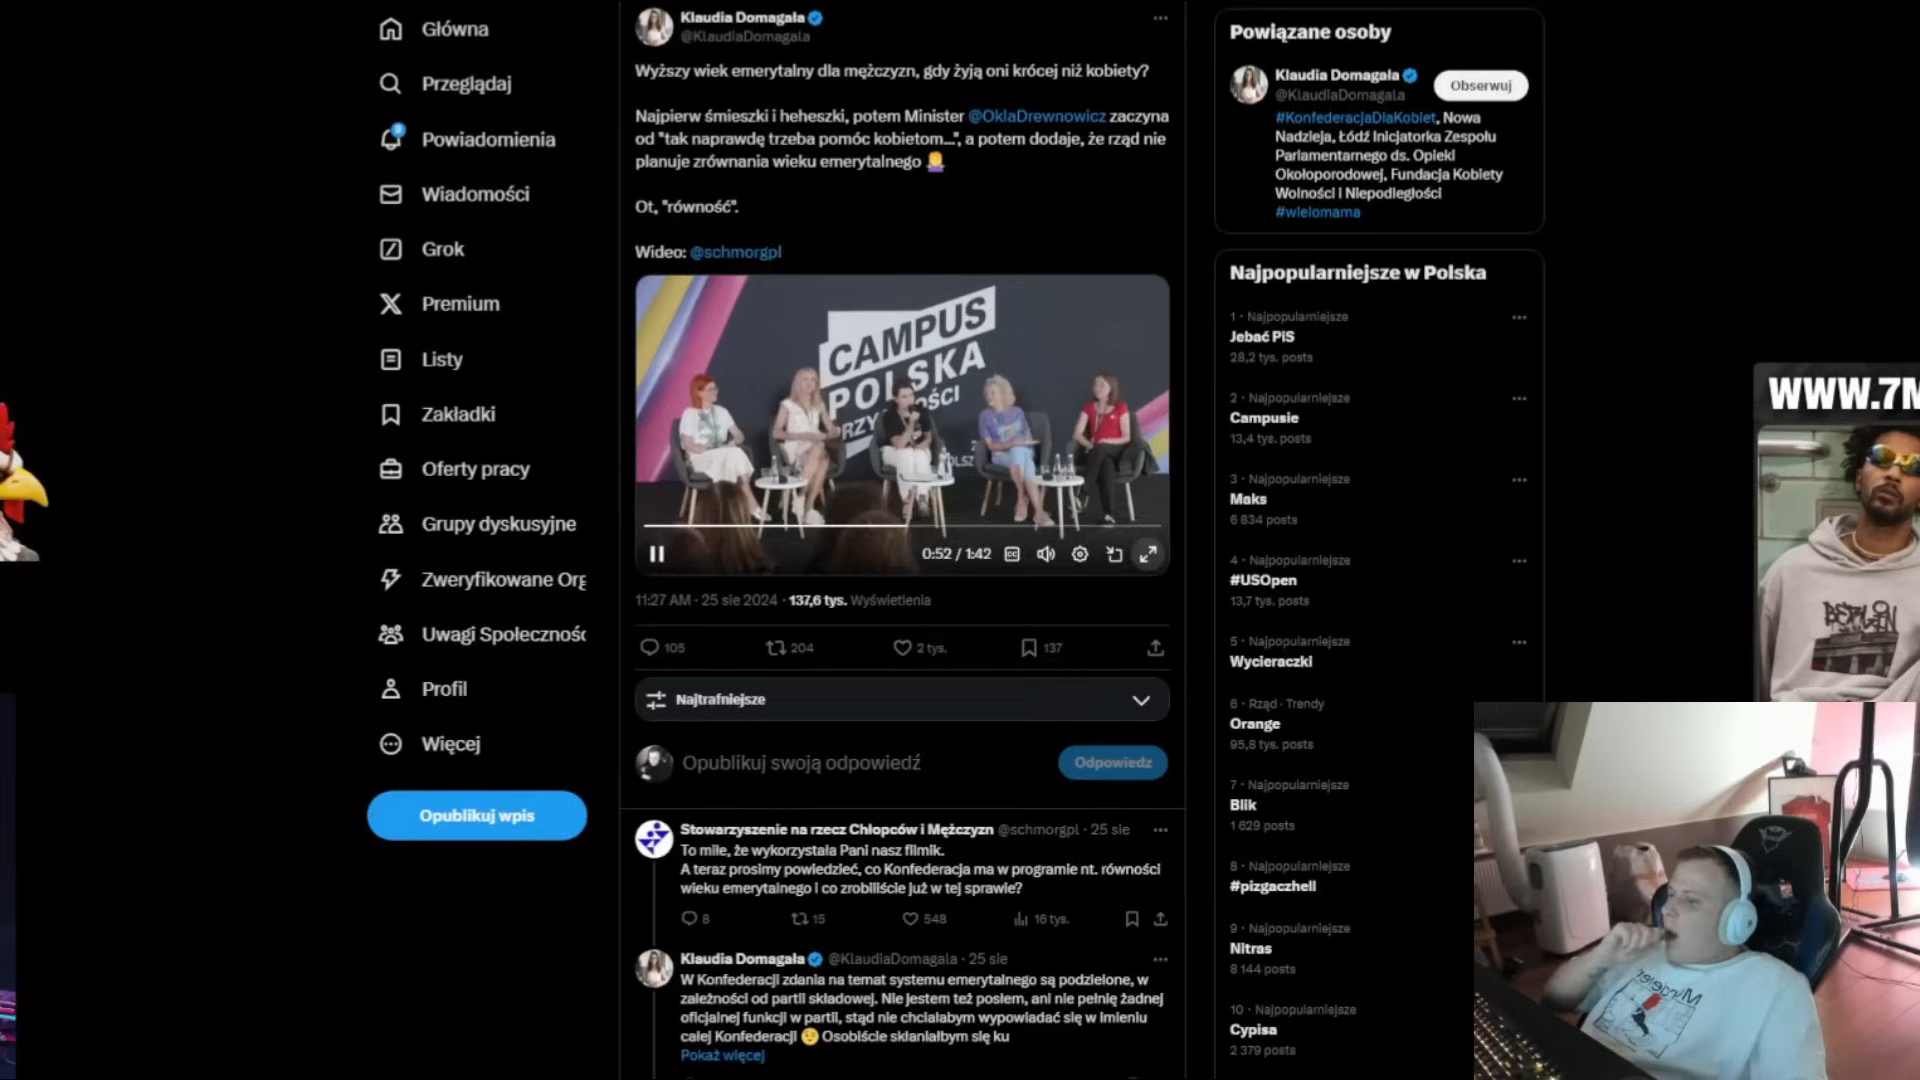 Główna
Przeglądaj
Powiadomienia
Wiadomości
Grok
Premium
Listy
Zakładki
Oferty pracy
Grupy dyskusyjne
Zweryfikowane Org
Uwagi Społecznośc
Profil
Więcej
Opublikuj wpis
Klaudia Domagała
@KlaudiaDomagala
Wyższy wiek emerytalny dla mężczyzn, gdy żyją oni krócej niż kobiety?
Najpierw śmieszki i heheszki, potem Minister @OklaDrewnowicz zaczyna
od "tak naprawdę trzeba pomóc kobietom...", a potem dodaje, że rząd nie
planuje zrównania wieku emerytalnego 🤦‍♀️
Ot, "równość".
Wideo: @schmorgpl
CAMPUS
POLSKA
0:52 / 1:42
11:27 AM · 25 sie 2024 · 137,6 tys. Wyświetlenia
105
204
2 tys.
137
Najtrafniejsze
Opublikuj swoją odpowiedź
Odpowiedz
Stowarzyszenie na rzecz Chłopców i Mężczyzn @schmorgpl · 25 sie
To miłe, że wykorzystała Pani nasz filmik.
A teraz prosimy powiedzieć, co Konfederacja ma w programie nt. równości
wieku emerytalnego i co zrobiliście już w tej sprawie?
8
15
548
16 tys.
Klaudia Domagała @KlaudiaDomagala · 25 sie
W Konfederacji zdania na temat systemu emerytalnego są podzielone, w
zależności od partii składowej. Nie jestem też posłem, ani nie pełnię żadnej
oficjalnej funkcji w partii, stąd nie chciałabym wypowiadać się w imieniu
całej Konfederacji 😉 Osobiście skłaniałbym się ku
Pokaż więcej
Powiązane osoby
Klaudia Domagała
@KlaudiaDomagala
Obserwuj
#KonfederacjaDlaKobiet, Nowa
Nadzieja, Łódź Inicjatorka Zespołu
Parlamentarnego ds. Opieki
Okołoporodowej, Fundacja Kobiety
Wolności i Niepodległości
#wielomama
Najpopularniejsze w Polska
1 · Najpopularniejsze
Jebać PiS
28,2 tys. posts
2 · Najpopularniejsze
Campusie
13,4 tys. posts
3 · Najpopularniejsze
Maks
6 634 posts
4 · Najpopularniejsze
#USOpen
13,7 tys. posts
5 · Najpopularniejsze
Wycieraczki
6 · Rząd · Trendy
Orange
95,8 tys. posts
7 · Najpopularniejsze
Blik
1 629 posts
8 · Najpopularniejsze
#pizgaczhell
9 · Najpopularniejsze
Nitras
8 144 posts
10 · Najpopularniejsze
Cypisa
2 379 posts
WWW.7M
BERLIN